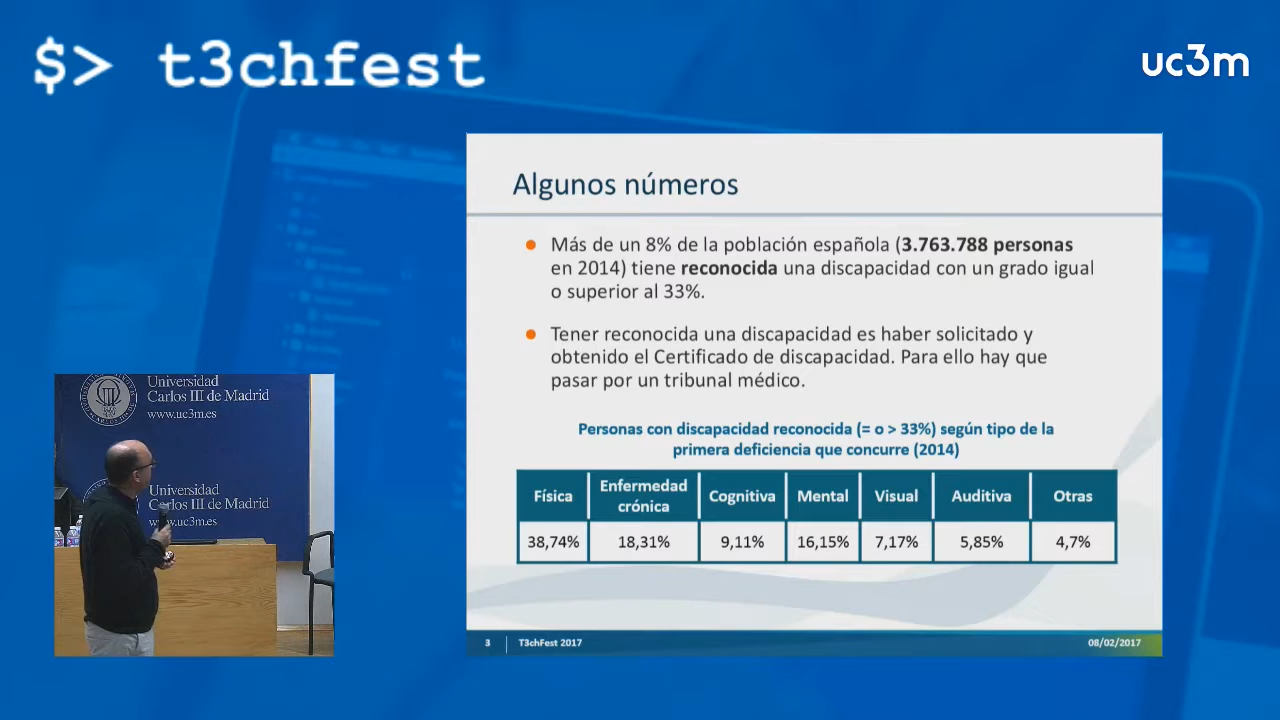 $> t3chfest
uc3m
Algunos números
Más de un 8% de la población española (3.763.788 personas
en 2014) tiene reconocida una discapacidad con un grado igual
o superior al 33%.
Tener reconocida una discapacidad es haber solicitado y
obtenido el Certificado de discapacidad. Para ello hay que
pasar por un tribunal médico.
Personas con discapacidad reconocida (= o > 33%) según tipo de la
primera deficiencia que concurre (2014)
Física Enfermedad crónica Cognitiva Mental Visual Auditiva Otras
38,74% 18,31% 9,11% 16,15% 7,17% 5,85% 4,7%
3 T3chFest 2017 08/02/2017
Universidad
Carlos III de Madrid
www.uc3m.es
Universidad
Carlos III de Madrid
www.uc3m.es